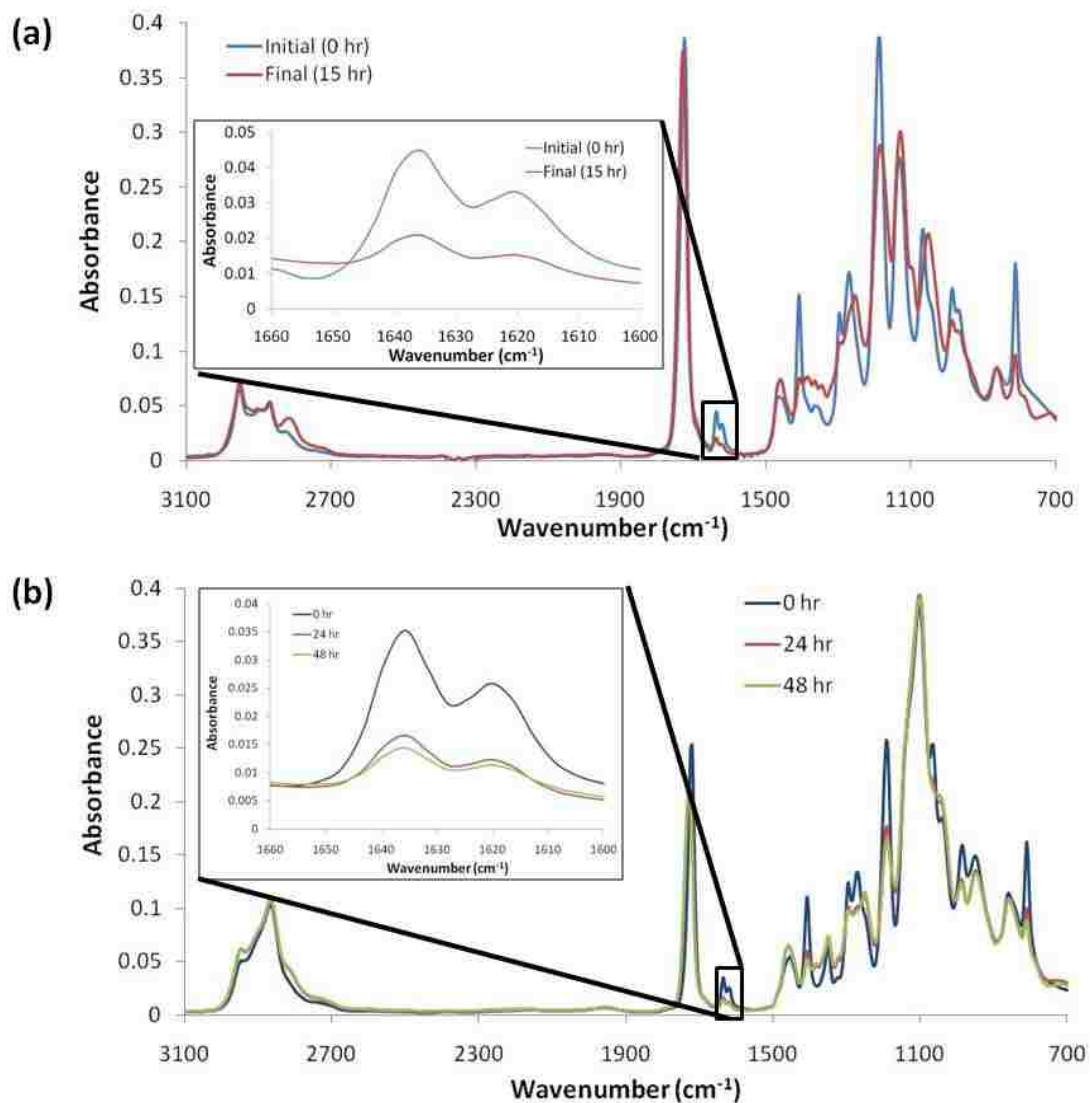 (a)
0.4
0.35
0.3
0.25
0.2
0.15
0.1
0.05
0
Absorbance
Initial (0 hr)
Final (15 hr)
0.05
0.04
0.03
0.02
0.01
0
Absorbance
Initial (0 hr)
Final (15 hr)
1660 1650 1640 1630 1620 1610 1600
Wavenumber (cm⁻¹)
3100 2700 2300 1900 1500 1100 700
Wavenumber (cm⁻¹)
(b)
0.4
0.35
0.3
0.25
0.2
0.15
0.1
0.05
0
Absorbance
0.04
0.035
0.03
0.025
0.02
0.015
0.01
0.005
0
Absorbance
0 hr
24 hr
48 hr
1660 1650 1640 1630 1620 1610 1600
Wavenumber (cm⁻¹)
0 hr
24 hr
48 hr
3100 2700 2300 1900 1500 1100 700
Wavenumber (cm⁻¹)